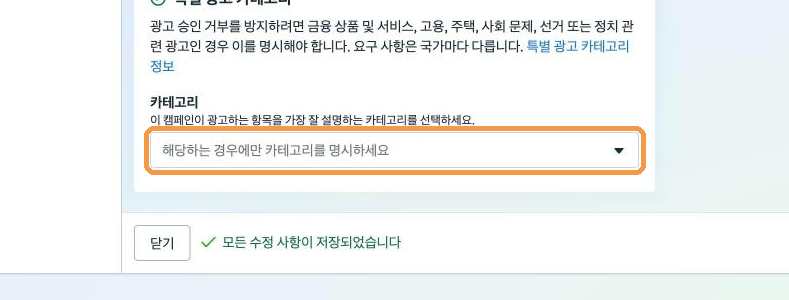 광고 승인 거부를 방지하려면 금융 상품 및 서비스, 고용, 주택, 사회 문제, 선거 또는 정치 관
련 광고인 경우 이를 명시해야 합니다. 요구 사항은 국가마다 다릅니다. 특별 광고 카테고리
정보
카테고리
이 캠페인이 광고하는 항목을 가장 잘 설명하는 카테고리를 선택하세요.
해당하는 경우에만 카테고리를 명시하세요
닫기
모든 수정 사항이 저장되었습니다